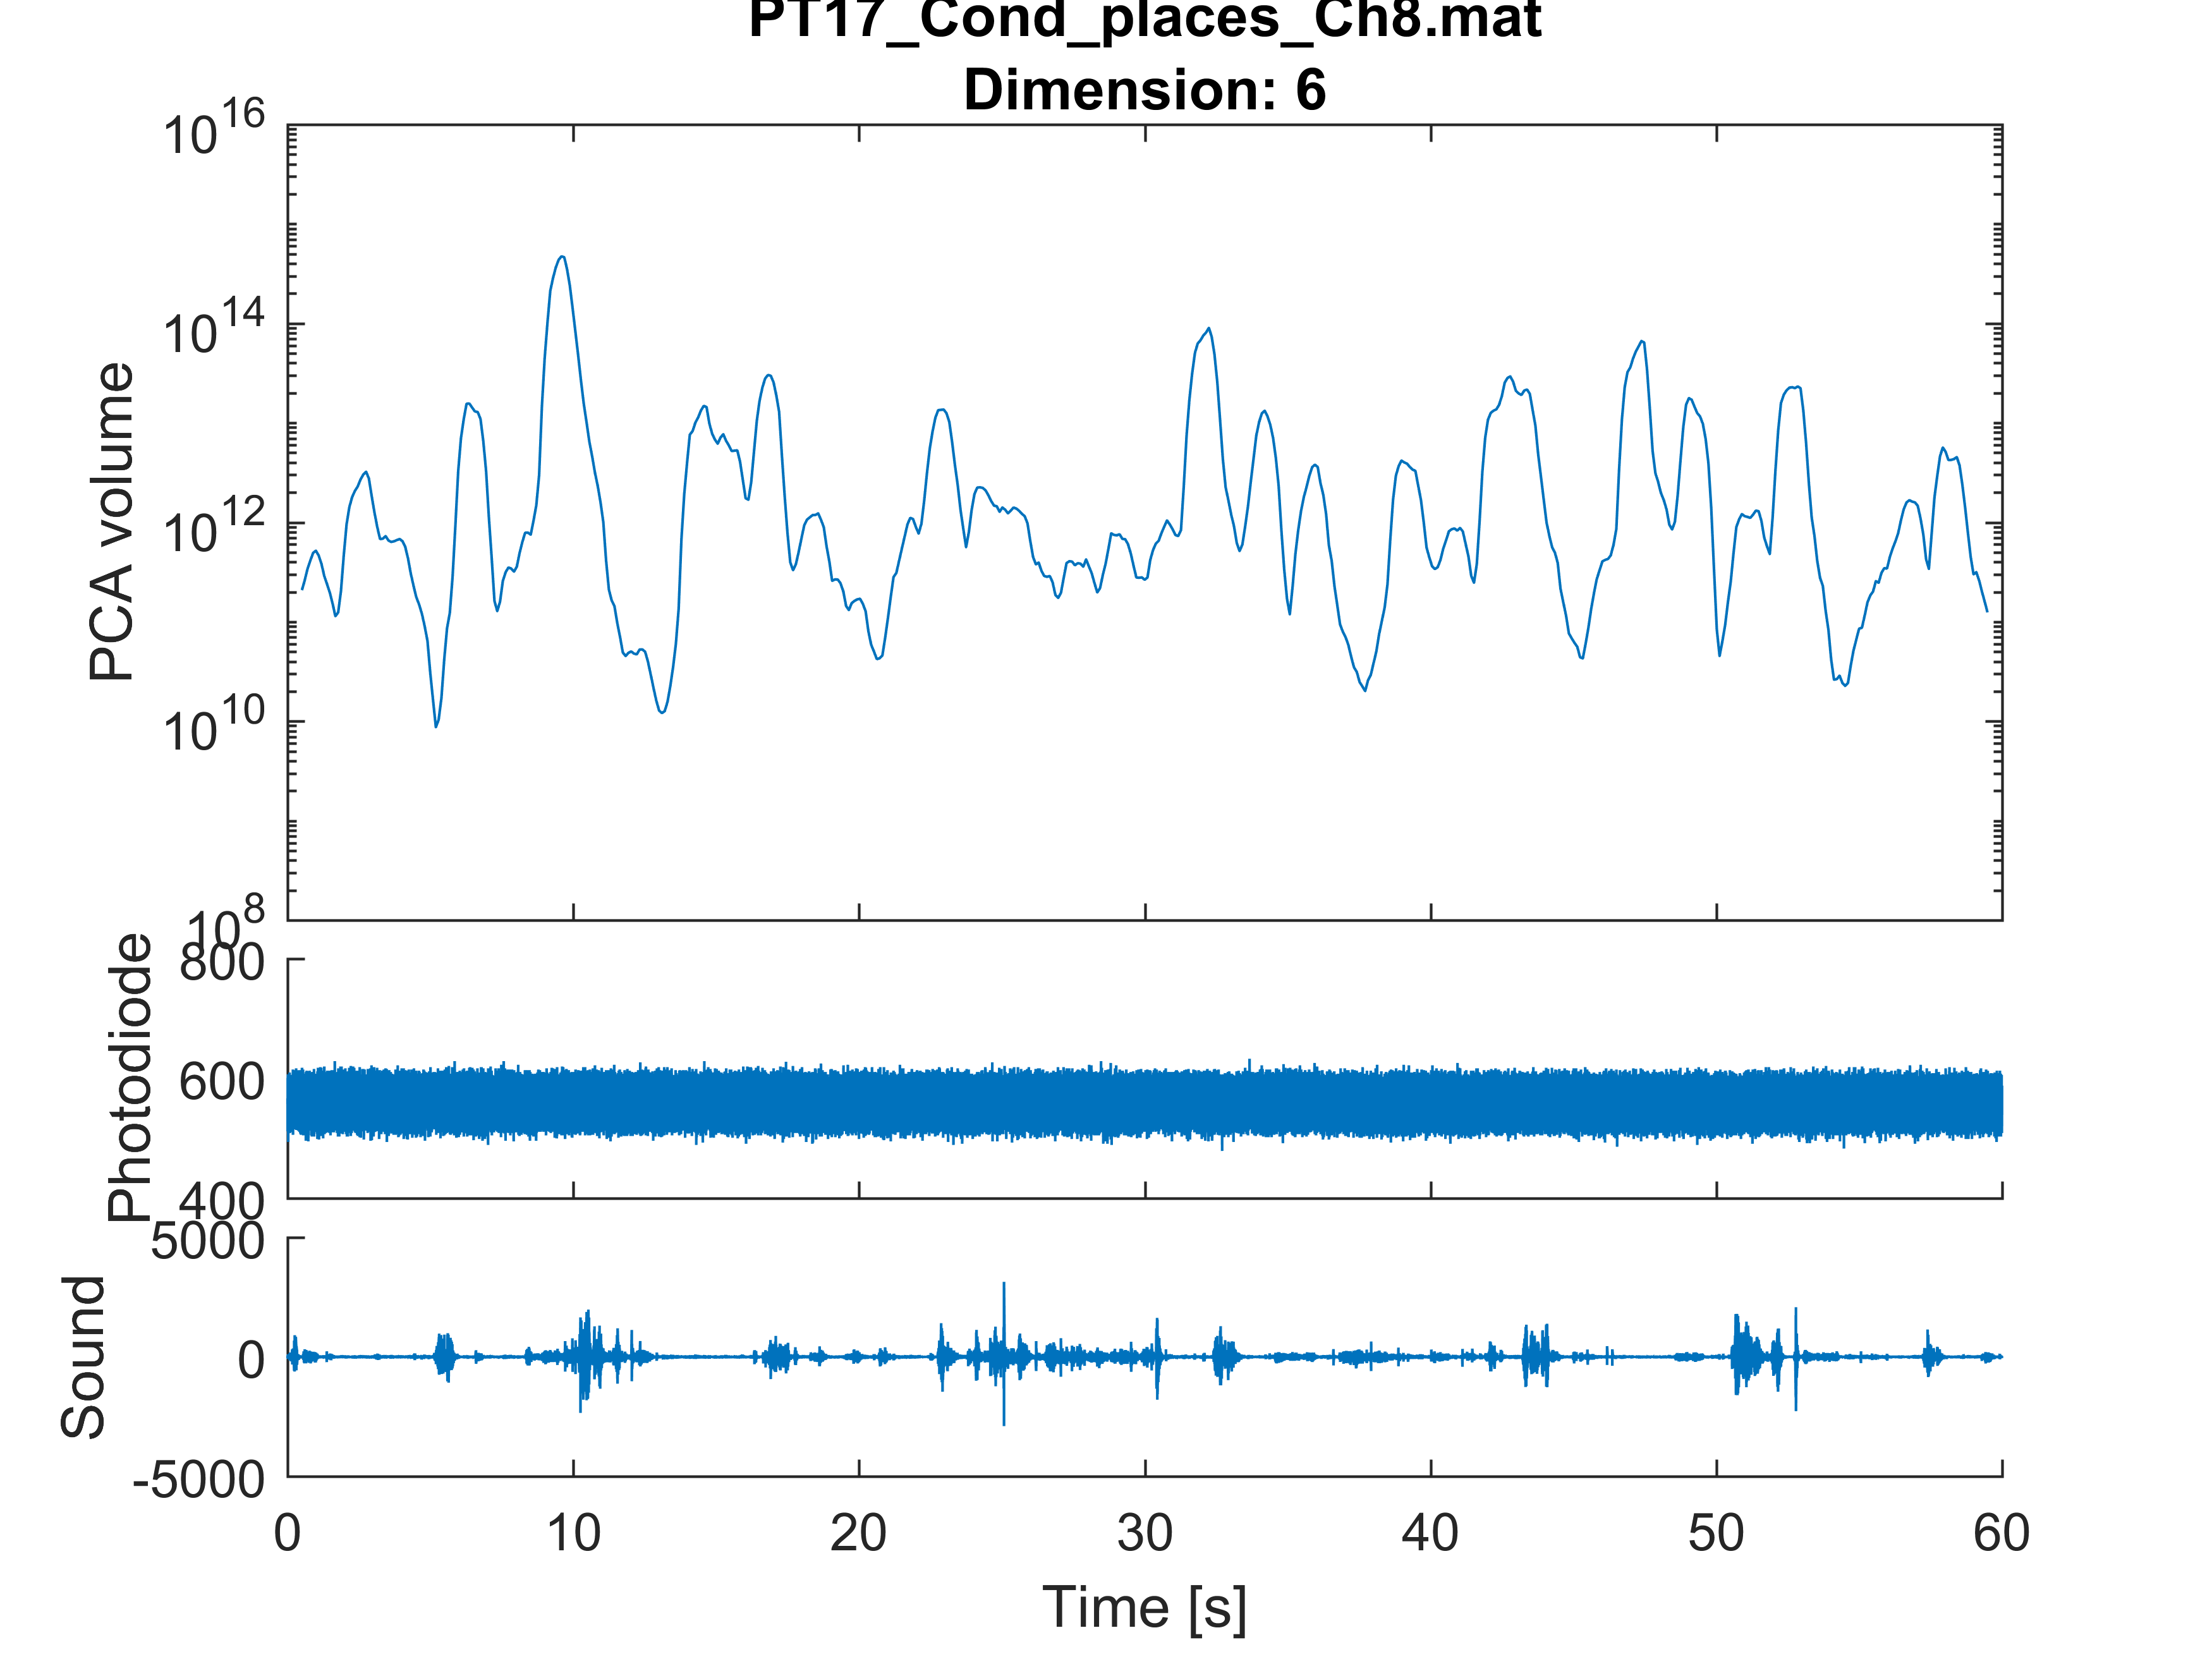 PT17_Cond_places_Ch8.mat
Dimension: 6
10^16
10^14
10^12
10^10
10^8
PCA volume
800
600
400
Photodiode
5000
0
-5000
Sound
0 10 20 30 40 50 60
Time [s]